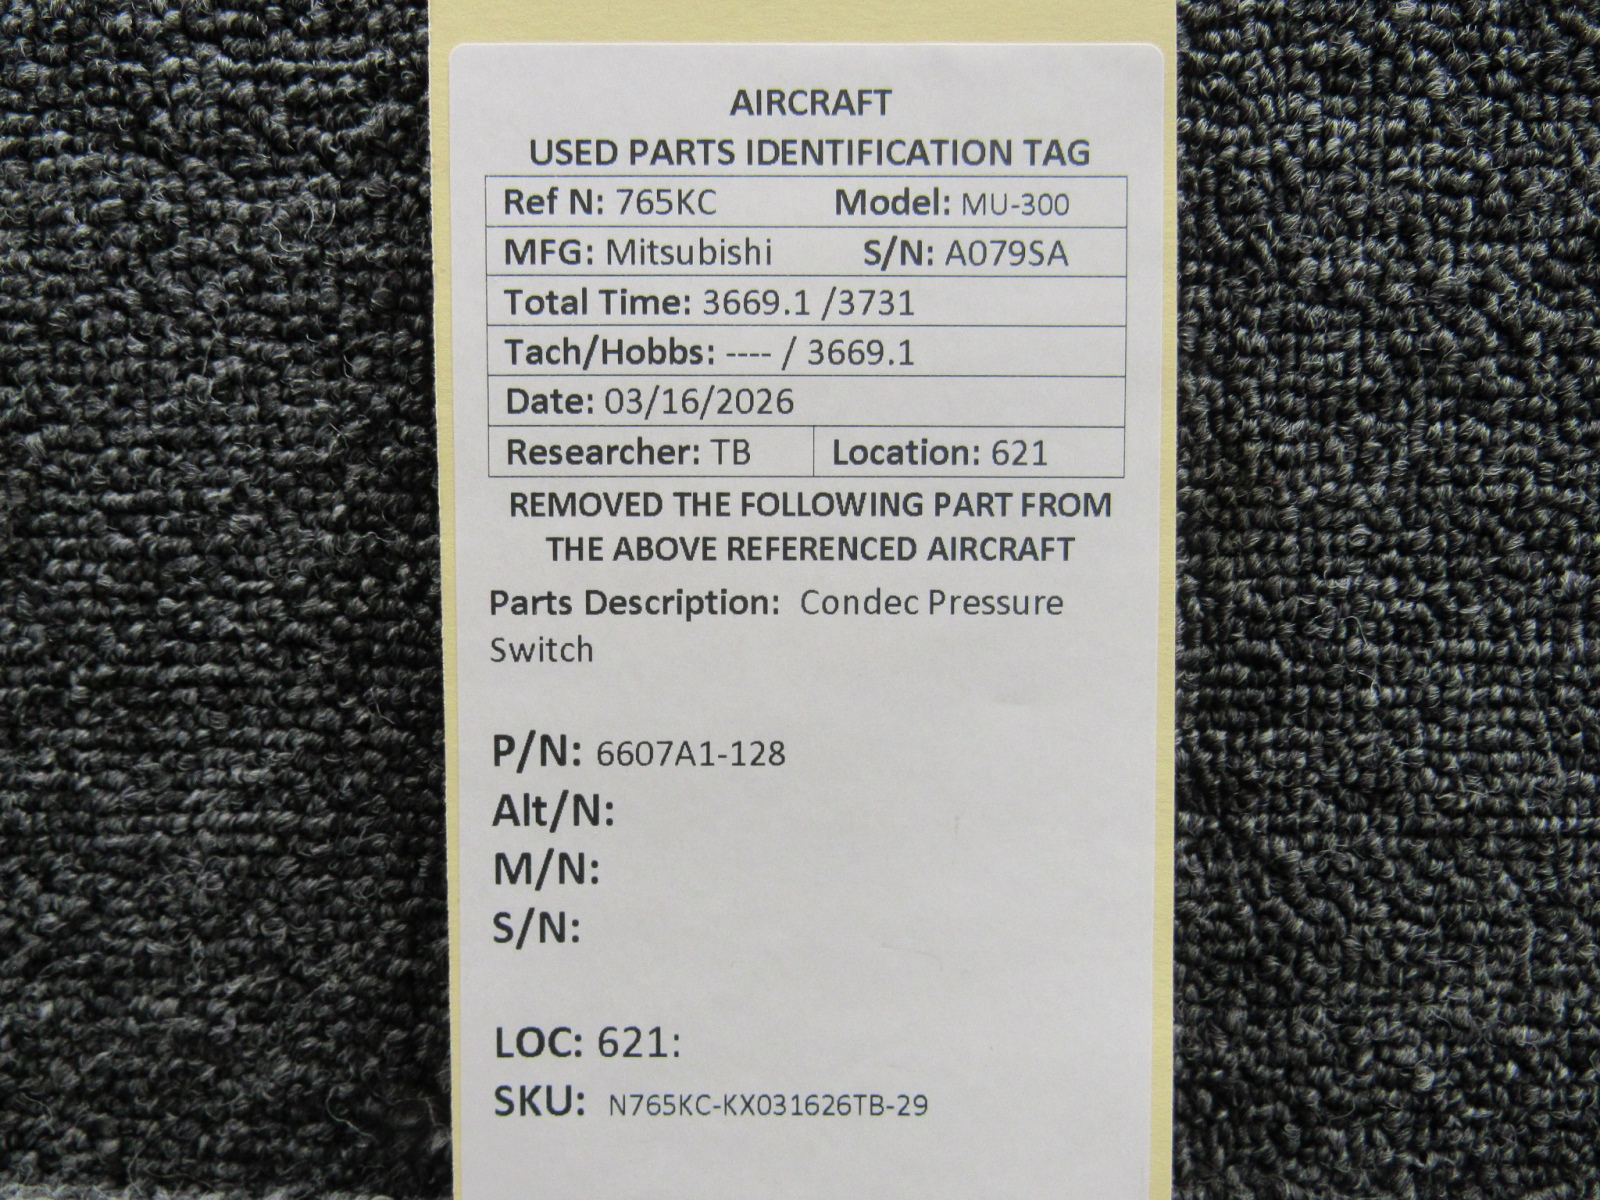 AIRCRAFT
USED PARTS IDENTIFICATION TAG
Ref N: 765KC Model: MU-300
MFG: Mitsubishi S/N: A079SA
Total Time: 3669.1 /3731
Tach/Hobbs: ---- / 3669.1
Date: 03/16/2026
Researcher: TB Location: 621
REMOVED THE FOLLOWING PART FROM
THE ABOVE REFERENCED AIRCRAFT
Parts Description: Condec Pressure
Switch
P/N: 6607A1-128
Alt/N:
M/N:
S/N:
LOC: 621:
SKU: N765KC-KX031626TB-29